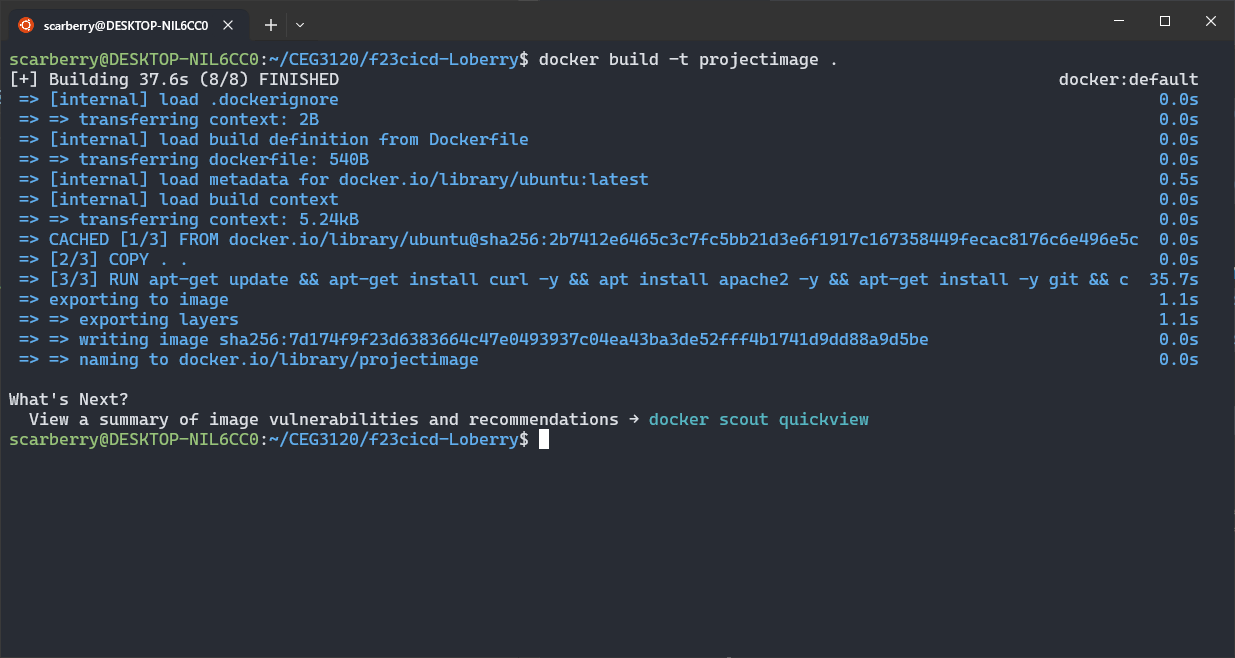 scarberry@DESKTOP-NIL6CC0
scarberry@DESKTOP-NIL6CC0:~/CEG3120/f23cicd-Loberry$ docker build -t projectimage .
[+] Building 37.6s (8/8) FINISHED docker:default
=> [internal] load .dockerignore 0.0s
=> => transferring context: 2B 0.0s
=> [internal] load build definition from Dockerfile 0.0s
=> => transferring dockerfile: 540B 0.0s
=> [internal] load metadata for docker.io/library/ubuntu:latest 0.5s
=> [internal] load build context 0.0s
=> => transferring context: 5.24kB 0.0s
=> CACHED [1/3] FROM docker.io/library/ubuntu@sha256:2b7412e6465c3c7fc5bb21d3e6f1917c167358449fecac8176c6e496e5c 0.0s
=> [2/3] COPY . . 0.0s
=> [3/3] RUN apt-get update && apt-get install curl -y && apt install apache2 -y && apt-get install -y git && c 35.7s
=> exporting to image 1.1s
=> => exporting layers 1.1s
=> => writing image sha256:7d174f9f23d6383664c47e0493937c04ea43ba3de52fff4b1741d9dd88a9d5be 0.0s
=> => naming to docker.io/library/projectimage 0.0s
What's Next?
View a summary of image vulnerabilities and recommendations → docker scout quickview
scarberry@DESKTOP-NIL6CC0:~/CEG3120/f23cicd-Loberry$